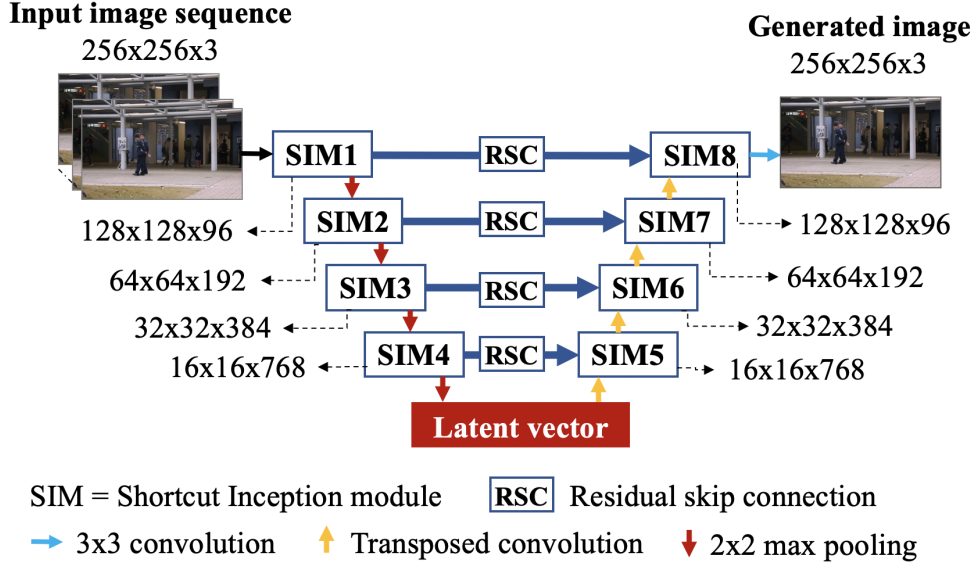 Input image sequence
256x256x3
Generated image
256x256x3
SIM1
RSC
SIM8
128x128x96
SIM2
RSC
SIM7
128x128x96
64x64x192
SIM3
RSC
SIM6
64x64x192
32x32x384
SIM4
RSC
SIM5
32x32x384
16x16x768
16x16x768
Latent vector
SIM = Shortcut Inception module
RSC Residual skip connection
3x3 convolution
Transposed convolution
2x2 max pooling